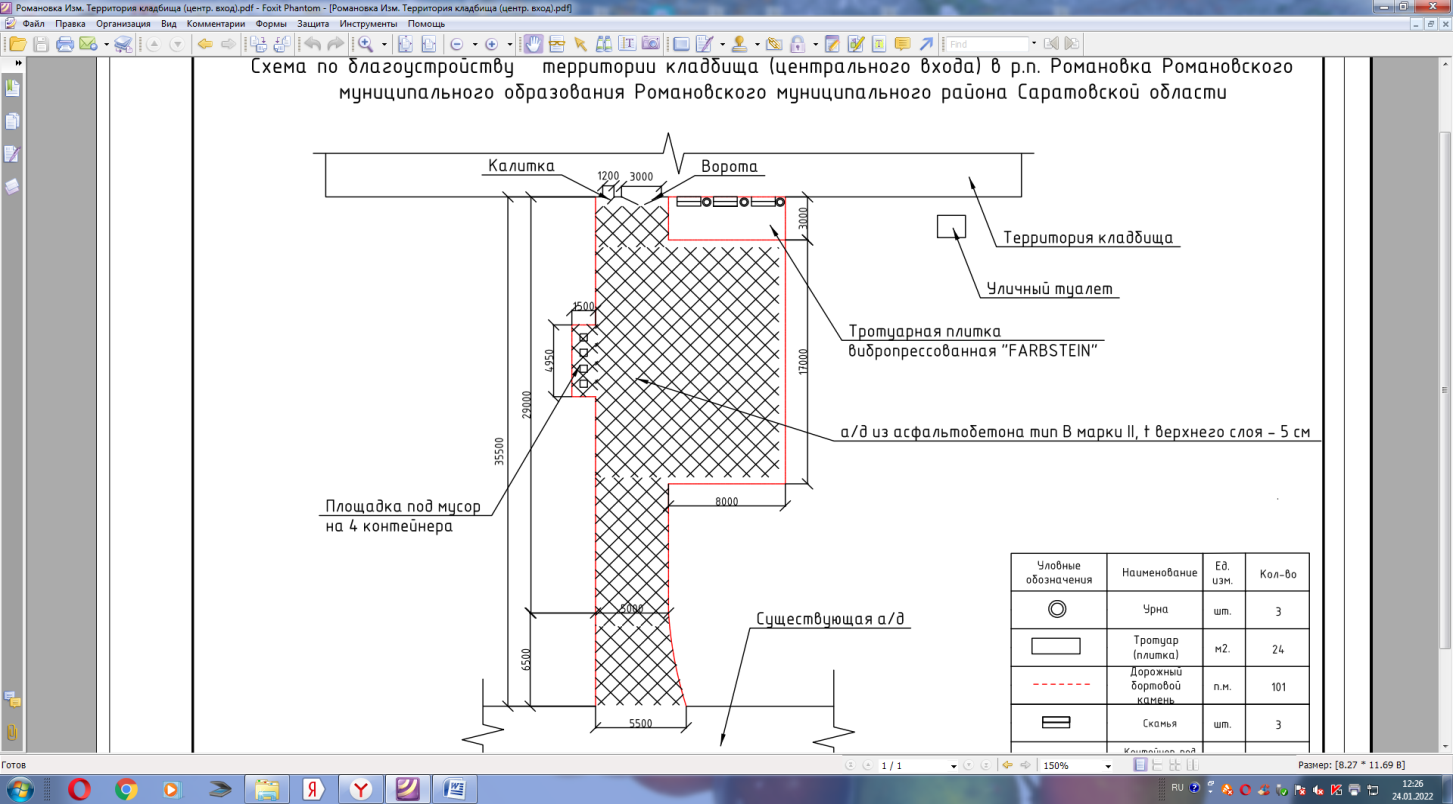 Романовка Изм. Территория кладбища (центр. вход).pdf - Foxit Phantom - [Романовка Изм. Территория кладбища (центр. вход).pdf]
Файл Правка Организация Вид Комментарии Формы Защита Инструменты Помощь
Find
Схема по благоустройству территории кладбища (центрального входа) в р.п. Романовка Романовского
муниципального образования Романовского муниципального района Саратовской области
Калитка
1200
3000
Ворота
3000
Территория кладбища
Уличный туалет
1500
Тротуарная плитка
вибропрессованная "FARBSTEIN"
4950
17000
29000
35500
а/д из асфальтобетона тип В марки II, t верхнего слоя - 5 см
8000
Площадка под мусор
на 4 контейнера
5000
Существующая а/д
6500
5500
Уловные обозначения Наименование Ед. изм. Кол-во
Урна шт. 3
Тротуар (плитка) м2. 24
Дорожный бортовой камень п.м. 101
Скамья шт. 3
Контейнер под
Готов
1 / 1
150%
Размер: [8.27 * 11.69 В]
RU
12:26
24.01.2022